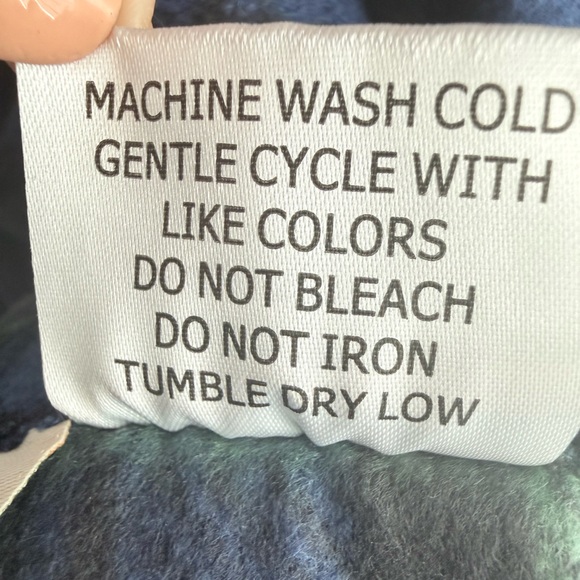 MACHINE WASH COLD
GENTLE CYCLE WITH
LIKE COLORS
DO NOT BLEACH
DO NOT IRON
TUMBLE DRY LOW